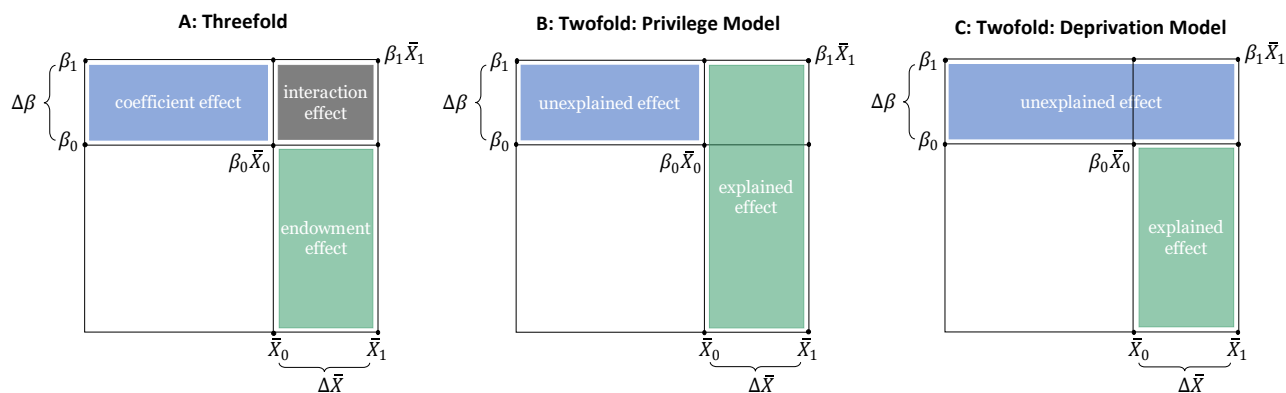 A: Threefold
β₁
β₁X̄₁
Δβ
coefficient effect
interaction
effect
β₀
β₀X̄₀
endowment
effect
X̄₀
X̄₁
ΔX̄
B: Twofold: Privilege Model
β₁
β₁X̄₁
Δβ
unexplained effect
β₀
β₀X̄₀
explained
effect
X̄₀
X̄₁
ΔX̄
C: Twofold: Deprivation Model
β₁
β₁X̄₁
Δβ
unexplained effect
β₀
β₀X̄₀
explained
effect
X̄₀
X̄₁
ΔX̄